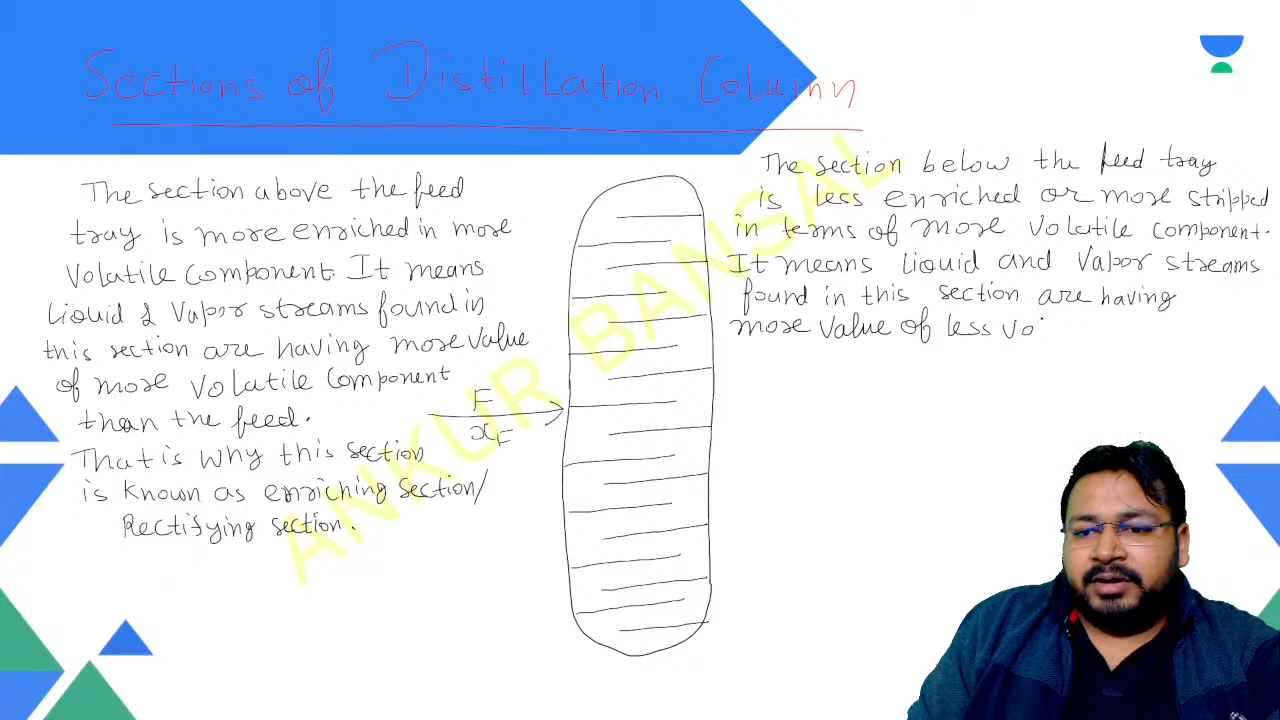 Sections of Distillation Column
The section above the feed
tray is more enriched in more
Volatile Component. It means
Liquid & Vapor streams found in
this section are having more value
of more volatile Component
than the feed.
That is why this section
is known as enriching section/
Rectifying section.
F
xF
The section below the feed tray
is less enriched or more stripped
in terms of more volatile component.
It means Liquid and Vapor streams
found in this section are having
more value of less vo
ANKUR BANSAL